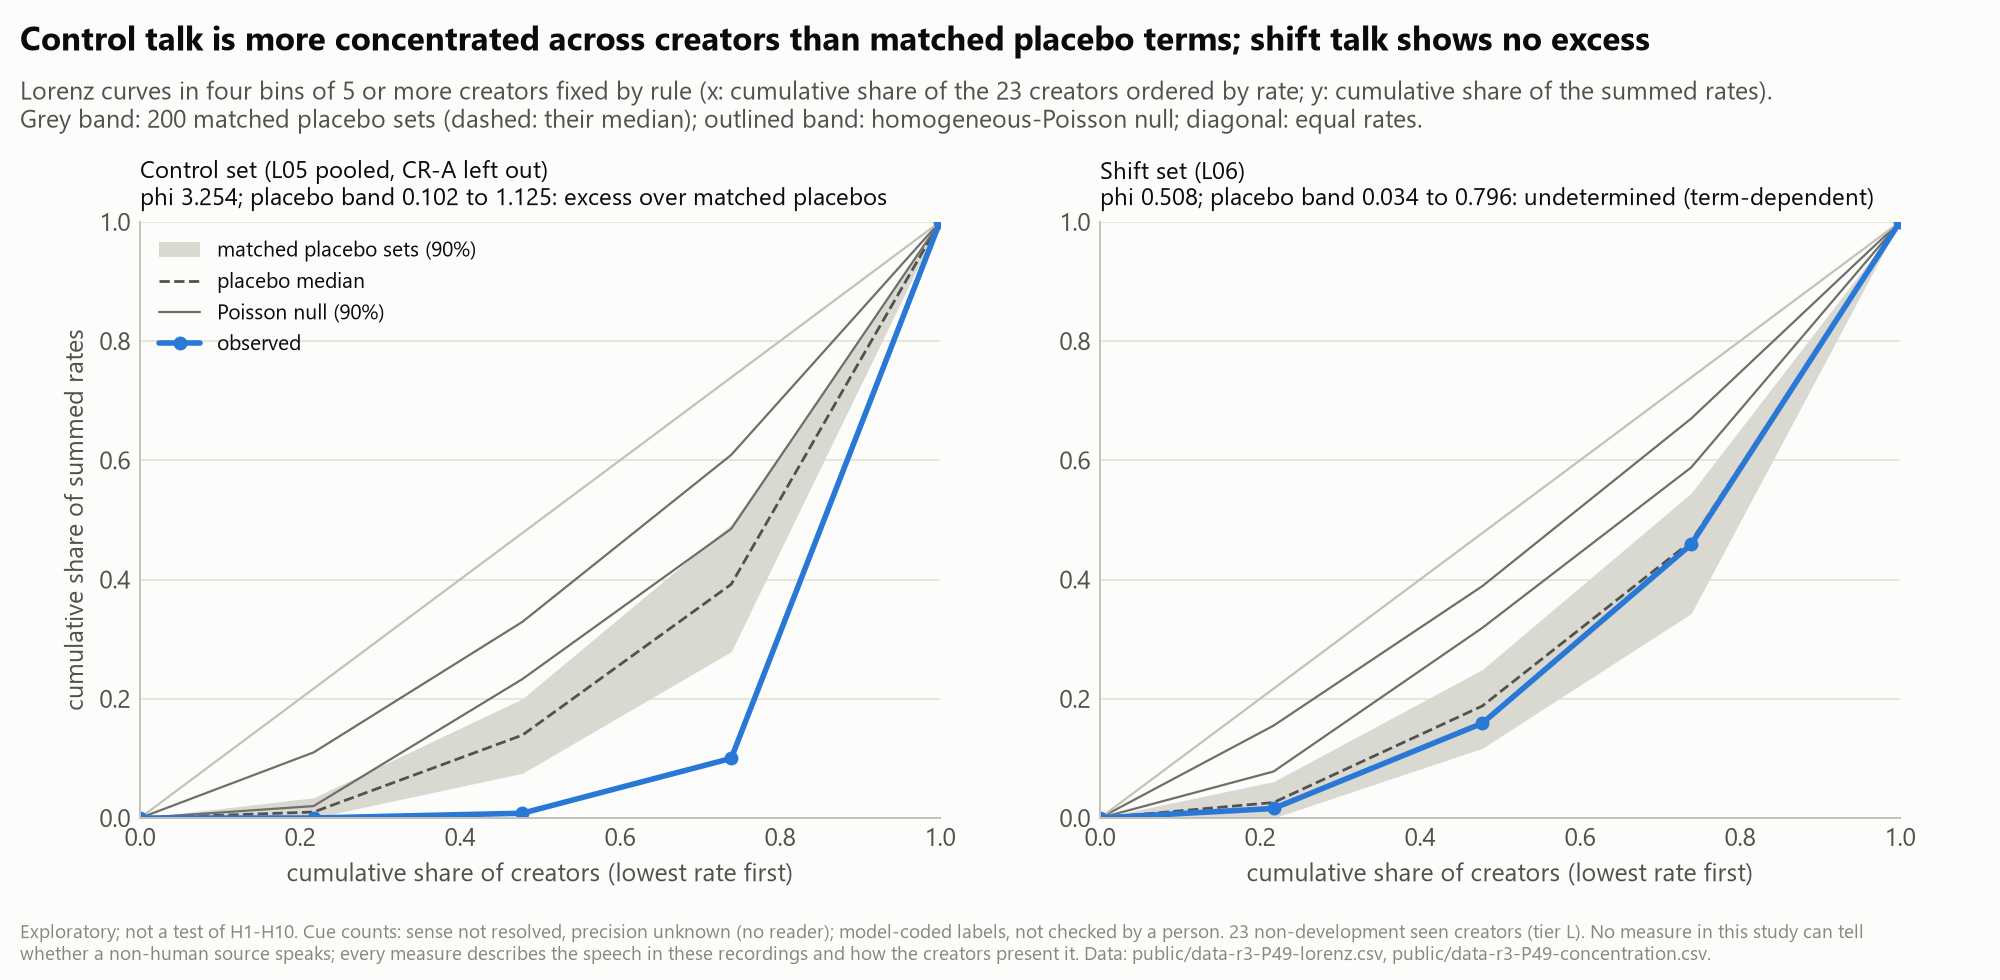 Control talk is more concentrated across creators than matched placebo terms; shift talk shows no excess
Lorenz curves in four bins of 5 or more creators fixed by rule (x: cumulative share of the 23 creators ordered by rate; y: cumulative share of the summed rates).
Grey band: 200 matched placebo sets (dashed: their median); outlined band: homogeneous-Poisson null; diagonal: equal rates.
Control set (L05 pooled, CR-A left out)
phi 3.254; placebo band 0.102 to 1.125: excess over matched placebos
matched placebo sets (90%)
placebo median
Poisson null (90%)
observed
cumulative share of summed rates
1.0
0.8
0.6
0.4
0.2
0.0
0.0 0.2 0.4 0.6 0.8 1.0
cumulative share of creators (lowest rate first)
Shift set (L06)
phi 0.508; placebo band 0.034 to 0.796: undetermined (term-dependent)
1.0
0.8
0.6
0.4
0.2
0.0
0.0 0.2 0.4 0.6 0.8 1.0
cumulative share of creators (lowest rate first)
Exploratory; not a test of H1-H10. Cue counts: sense not resolved, precision unknown (no reader); model-coded labels, not checked by a person. 23 non-development seen creators (tier L). No measure in this study can tell
whether a non-human source speaks; every measure describes the speech in these recordings and how the creators present it. Data: public/data-r3-P49-lorenz.csv, public/data-r3-P49-concentration.csv.